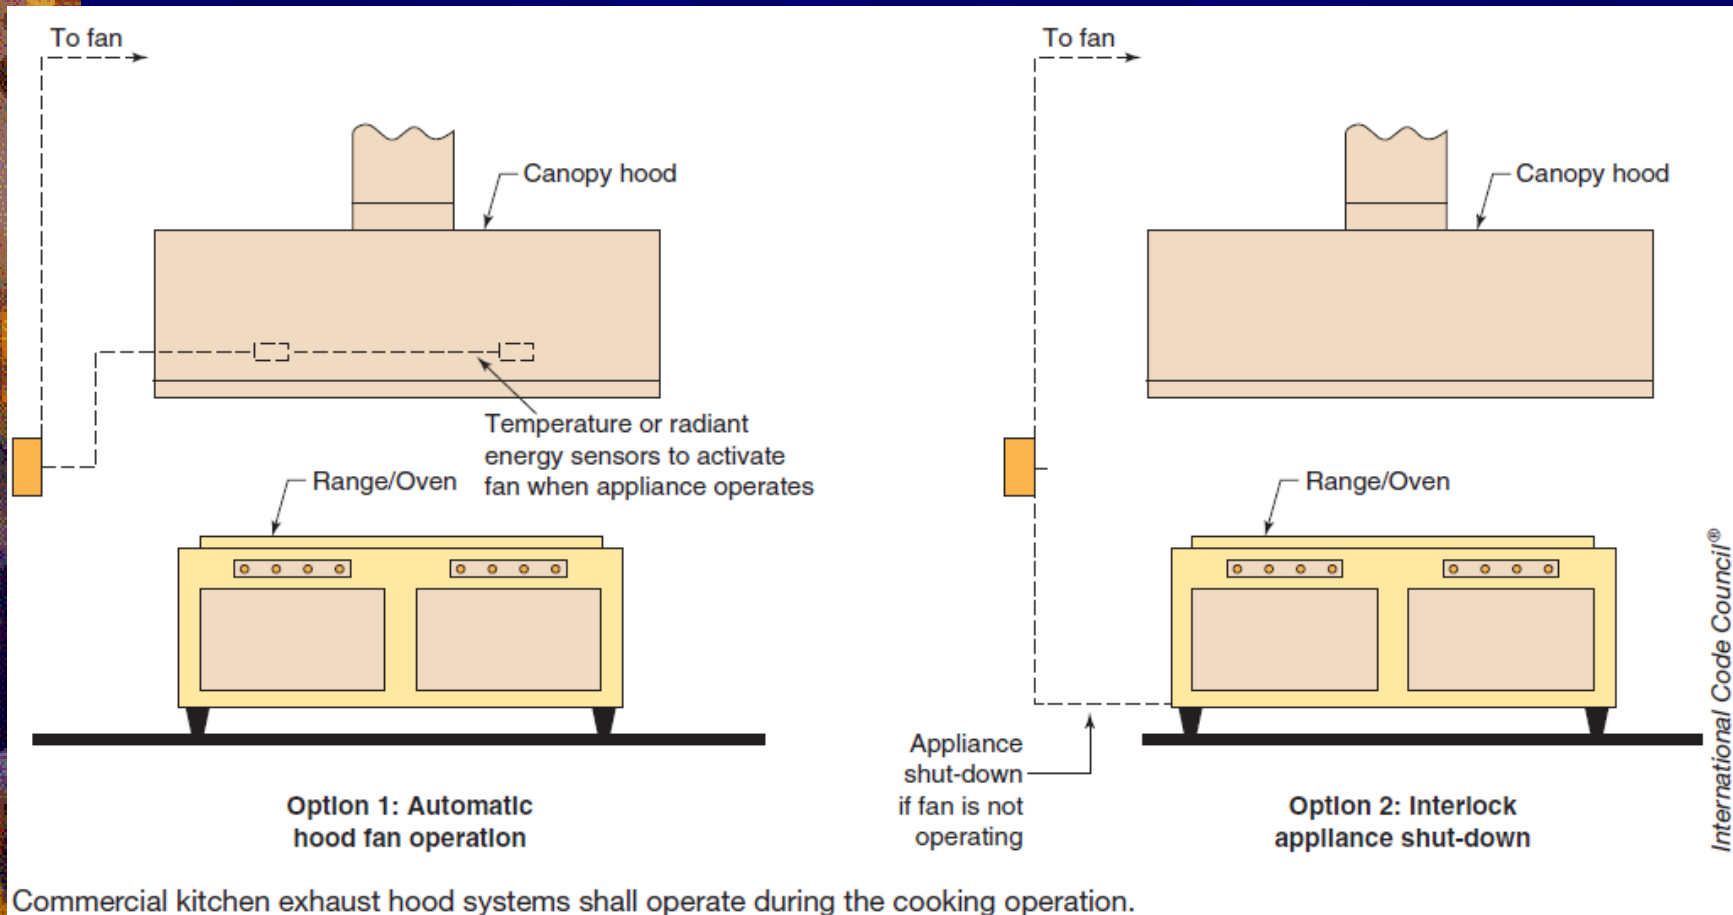 To fan
Canopy hood
Temperature or radiant
energy sensors to activate
fan when appliance operates
Range/Oven
Option 1: Automatic
hood fan operation
To fan
Canopy hood
Range/Oven
Appliance
shut-down
if fan is not
operating
Option 2: Interlock
appliance shut-down
International Code Council®
Commercial kitchen exhaust hood systems shall operate during the cooking operation.